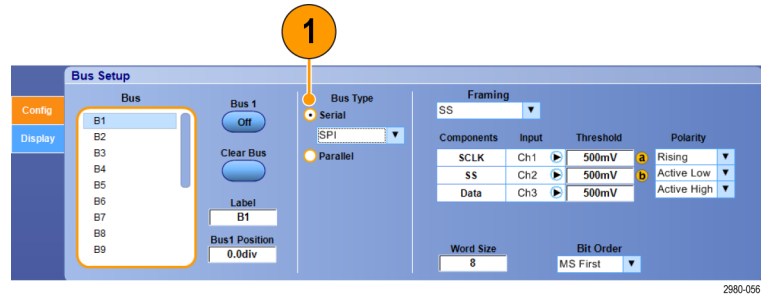 1
Bus Setup
Config
Display
Bus
B1
B2
B3
B4
B5
B6
B7
B8
B9
Bus 1
Off
Clear Bus
Label
B1
Bus1 Position
0.0div
Bus Type
Serial
SPI
Parallel
Framing
SS
Components Input Threshold Polarity
SCLK Ch1 500mV a Rising
SS Ch2 500mV b Active Low
Data Ch3 500mV Active High
Word Size Bit Order
8 MS First
2980-056